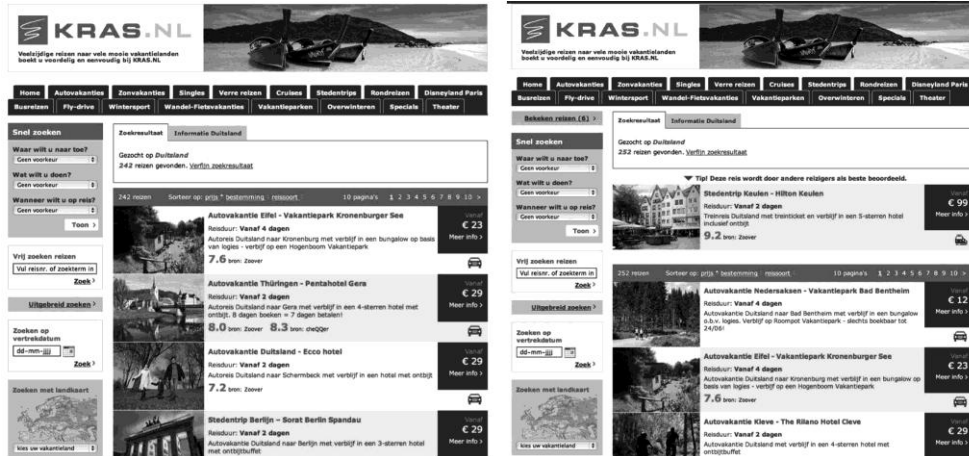 KRAS.NL
Veelzijdige reizen naar vele mooie vakantielanden
boekt u voordelig en eenvoudig bij KRAS.NL
Home Autovakanties Zonvakanties Singles Verre reizen Cruises Stedentrips Rondreizen Disneyland Paris
Busreizen Fly-drive Wintersport Wandel-Fietsvakanties Vakantieparken Overwinteren Specials Theater
Snel zoeken
Waar wilt u naar toe?
Geen voorkeur
Wat wilt u doen?
Geen voorkeur
Wanneer wilt u op reis?
Geen voorkeur
Toon >
Vrij zoeken reizen
Vul reisnr. of zoekterm in
Zoek >
Uitgebreid zoeken >
Zoeken op
vertrekdatum
dd-mm-jjjj
Zoek >
Zoeken met landkaart
kies uw vakantieland
Zoekresultaat Informatie Duitsland
Gezocht op Duitsland
242 reizen gevonden. Verfijn zoekresultaat
242 reizen Sorteer op: prijs * bestemming | reissoort 10 pagina's 1 2 3 4 5 6 7 8 9 10 >
Autovakantie Eifel - Vakantiepark Kronenburger See
Reisduur: Vanaf 4 dagen
Autoreis Duitsland naar Kronenburg met verblijf in een bungalow op basis
van logies - verbijf op een Hogenboom Vakantiepark
7.6 bron: Zoover
Vanaf
€ 23
Meer info >
Autovakantie Thüringen - Pentahotel Gera
Reisduur: Vanaf 2 dagen
Autoreis Duitsland naar Gera met verblijf in een 4-sterren hotel met
ontbijt. 8 dagen boeken = 7 dagen betalen!
8.0 bron: Zoover 8.3 bron: cheQQer
Vanaf
€ 29
Meer info >
Autovakantie Duitsland - Ecco hotel
Reisduur: Vanaf 2 dagen
Autoreis Duitsland naar Schermbeck met verblijf in een hotel met ontbijt
7.2 bron: Zoover
Vanaf
€ 29
Meer info >
Stedentrip Berlijn - Sorat Berlin Spandau
Reisduur: Vanaf 2 dagen
Autovakantie Duitsland naar Berlijn met verblijf in een 3-sterren hotel
met ontbijtbuffet
Vanaf
€ 29
Meer info >
KRAS.NL
Veelzijdige reizen naar vele mooie vakantielanden
boekt u voordelig en eenvoudig bij KRAS.NL
Home Autovakanties Zonvakanties Singles Verre reizen Cruises Stedentrips Rondreizen Disneyland Paris
Busreizen Fly-drive Wintersport Wandel-Fietsvakanties Vakantieparken Overwinteren Specials Theater
Bekeken reizen (6) >
Snel zoeken
Waar wilt u naar toe?
Geen voorkeur
Wat wilt u doen?
Geen voorkeur
Wanneer wilt u op reis?
Geen voorkeur
Toon >
Vrij zoeken reizen
Vul reisnr. of zoekterm in
Zoek >
Uitgebreid zoeken >
Zoeken op
vertrekdatum
dd-mm-jjjj
Zoek >
Zoeken met landkaart
kies uw vakantieland
Zoekresultaat Informatie Duitsland
Gezocht op Duitsland
252 reizen gevonden. Verfijn zoekresultaat
Tip! Deze reis wordt door andere reizigers als beste beoordeeld.
Stedentrip Keulen - Hilton Keulen
Reisduur: Vanaf 2 dagen
Treinreis Duitsland met treinticket en verblijf in een 5-sterren hotel
inclusief ontbijt
9.2 bron: Zoover
Vanaf
€ 99
Meer info >
252 reizen Sorteer op: prijs * bestemming | reissoort 10 pagina's 1 2 3 4 5 6 7 8 9 10 >
Autovakantie Nedersaksen - Vakantiepark Bad Bentheim
Reisduur: Vanaf 4 dagen
Autovakantie Duitsland naar Bad Bentheim met verblijf in een bungalow
o.b.v. logies. Verblijf op Roompot Vakantiepark - slechts boekbaar tot
24/06!
Vanaf
€ 12
Meer info >
Autovakantie Eifel - Vakantiepark Kronenburger See
Reisduur: Vanaf 4 dagen
Autovakantie Duitsland naar Kronenburg met verblijf in een bungalow op
basis van logies - verblijf op een Hogenboom Vakantiepark
7.6 bron: Zoover
Vanaf
€ 23
Meer info >
Autovakantie Kleve - The Rilano Hotel Cleve
Reisduur: Vanaf 2 dagen
Autovakantie Duitsland naar Kleve met verblijf in een 4-sterren hotel met
ontbijtbuffet
Vanaf
€ 29
Meer info >